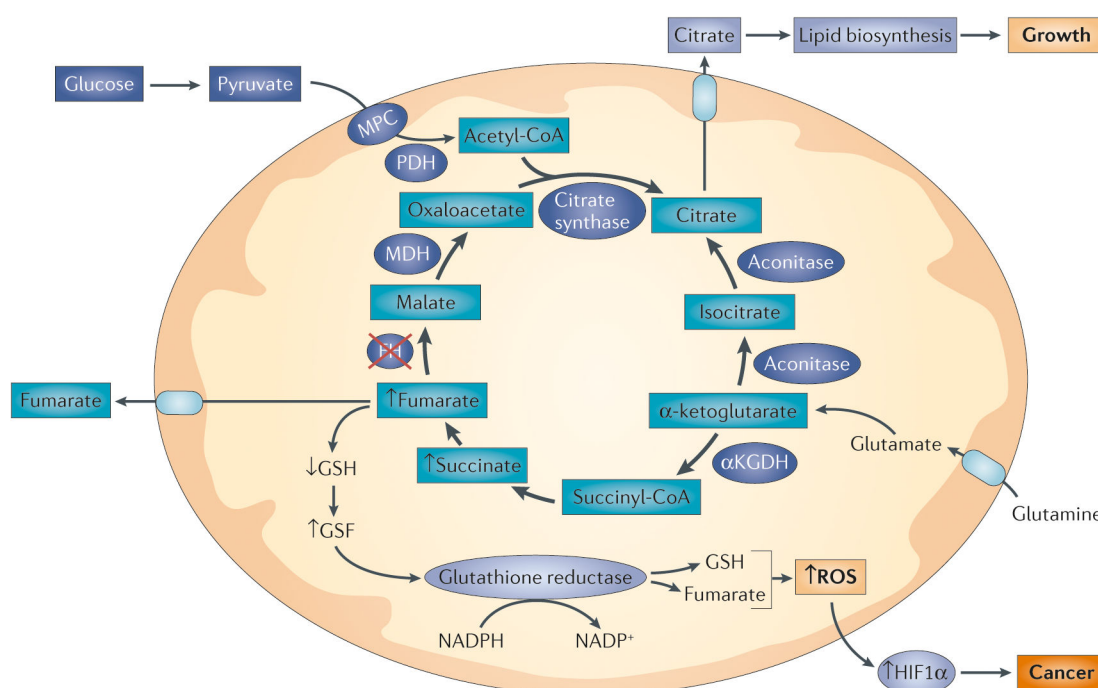 Citrate
Lipid biosynthesis
Growth
Glucose
Pyruvate
MPC
PDH
Acetyl-CoA
Oxaloacetate
Citrate
synthase
Citrate
MDH
Aconitase
Malate
Isocitrate
FH
Aconitase
Fumarate
↑Fumarate
α-ketoglutarate
Glutamate
↓GSH
↑Succinate
αKGDH
Succinyl-CoA
Glutamine
↑GSF
Glutathione reductase
GSH
Fumarate
↑ROS
NADPH
NADP+
↑HIF1α
Cancer